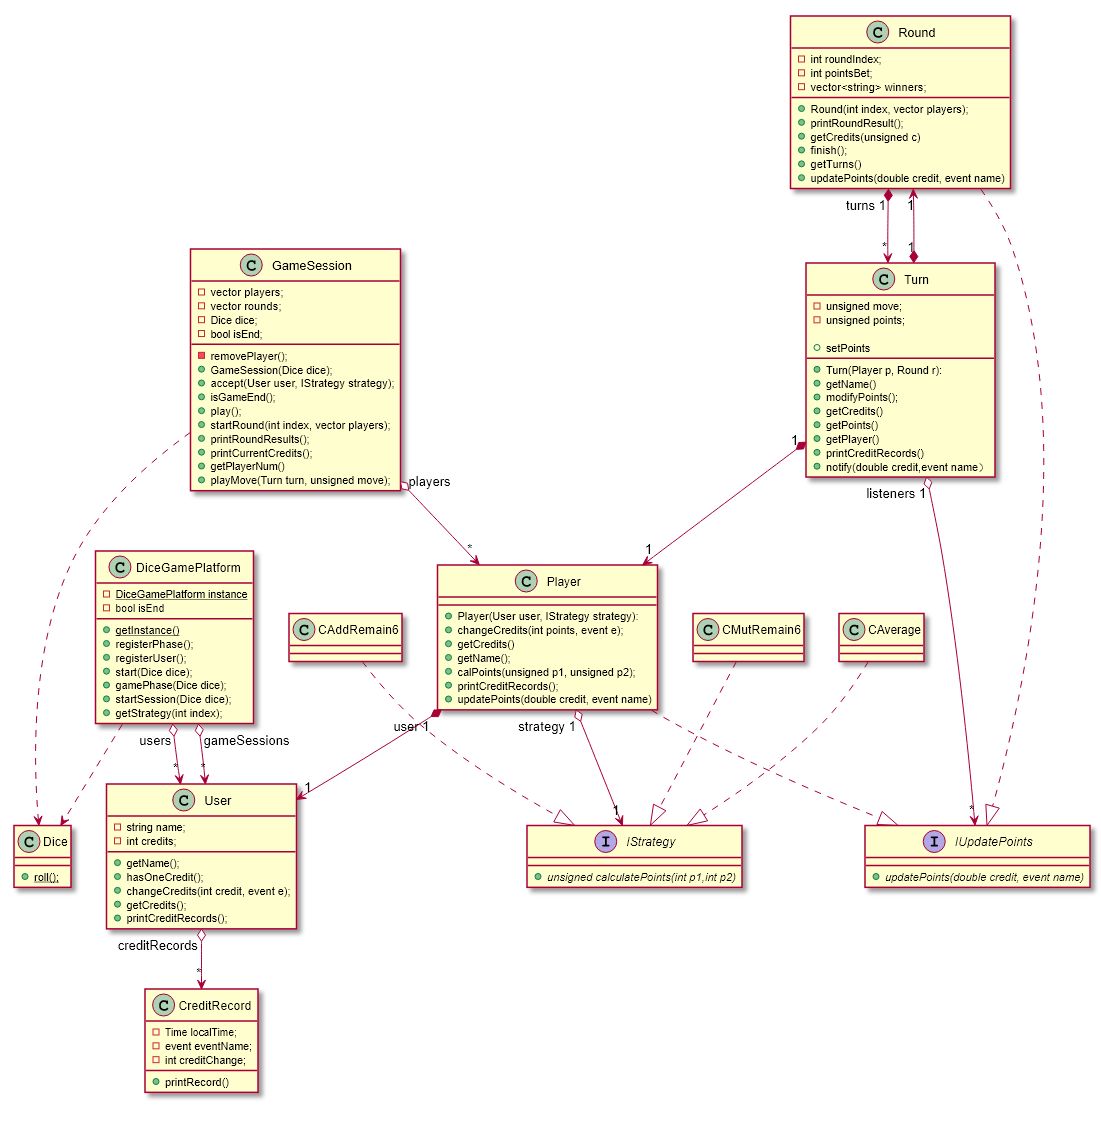 C Round
int roundIndex;
int pointsBet;
vector<string> winners;
Round(int index, vector players);
printRoundResult();
getCredits(unsigned c)
finish();
getTurns()
updatePoints(double credit, event name)
turns 1
1
*
1
C GameSession
vector players;
vector rounds;
Dice dice;
bool isEnd;
removePlayer();
GameSession(Dice dice);
accept(User user, IStrategy strategy);
isGameEnd();
play();
startRound(int index, vector players);
printRoundResults();
printCurrentCredits();
getPlayerNum()
playMove(Turn turn, unsigned move);
C Turn
unsigned move;
unsigned points;
setPoints
Turn(Player p, Round r):
getName()
modifyPoints();
getCredits()
getPoints()
getPlayer()
printCreditRecords()
notify(double credit,event name）
1
players
listeners 1
*
1
C DiceGamePlatform
DiceGamePlatform instance
bool isEnd
getInstance()
registerPhase();
registerUser();
start(Dice dice);
gamePhase(Dice dice);
startSession(Dice dice);
getStrategy(int index);
C CAddRemain6
C Player
Player(User user, IStrategy strategy):
changeCredits(int points, event e);
getCredits()
getName();
calPoints(unsigned p1, unsigned p2);
printCreditRecords();
updatePoints(double credit, event name)
C CMutRemain6
C CAverage
users
gameSessions
user 1
strategy 1
*
*
1
1
*
C Dice
roll();
C User
string name;
int credits;
getName();
hasOneCredit();
changeCredits(int credit, event e);
getCredits();
printCreditRecords();
I IStrategy
unsigned calculatePoints(int p1,int p2)
I IUpdatePoints
updatePoints(double credit, event name)
creditRecords
*
C CreditRecord
Time localTime;
event eventName;
int creditChange;
printRecord()